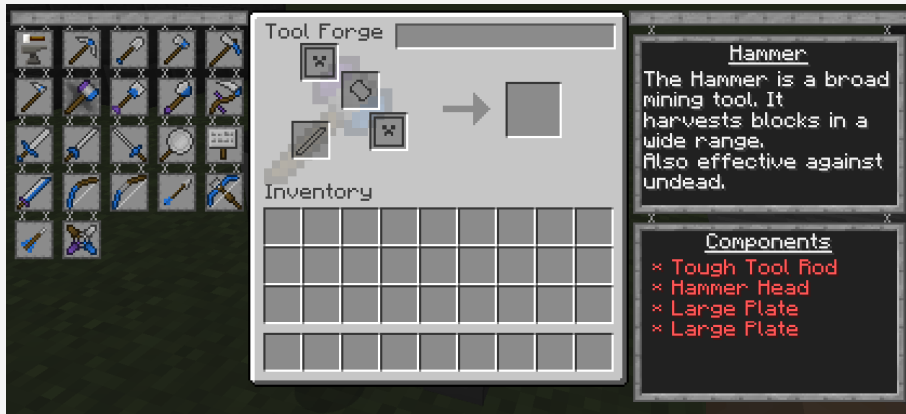 Tool Forge
Inventory
Hammer
The Hammer is a broad
mining tool. It
harvests blocks in a
wide range.
Also effective against
undead.
Components
× Tough Tool Rod
× Hammer Head
× Large Plate
× Large Plate